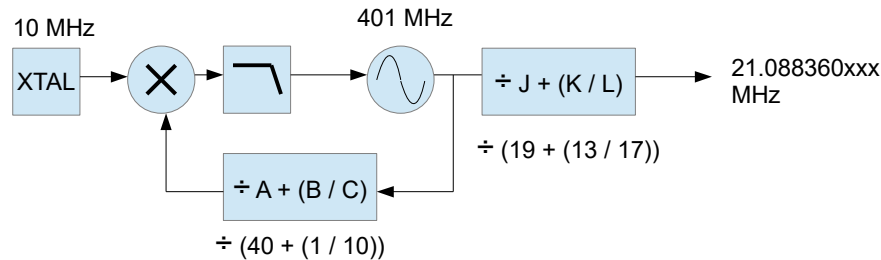 10 MHz
401 MHz
XTAL
÷ J + (K / L)
21.088360xxx
MHz
÷ (19 + (13 / 17))
÷ A + (B / C)
÷ (40 + (1 / 10))